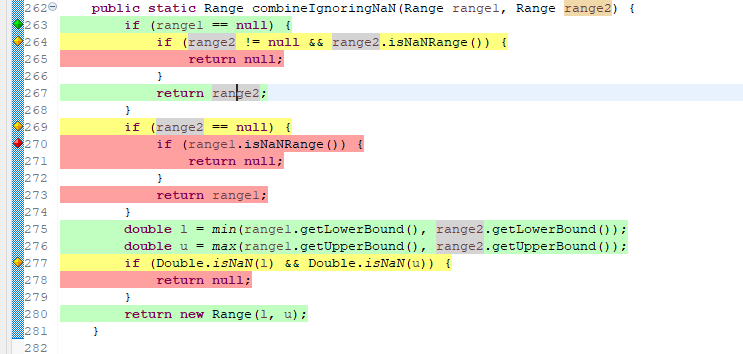 262 public static Range combineIgnoringNaN(Range range1, Range range2) {
263 if (range1 == null) {
264 if (range2 != null && range2.isNaNRange()) {
265 return null;
266 }
267 return range2;
268 }
269 if (range2 == null) {
270 if (range1.isNaNRange()) {
271 return null;
272 }
273 return range1;
274 }
275 double l = min(range1.getLowerBound(), range2.getLowerBound());
276 double u = max(range1.getUpperBound(), range2.getUpperBound());
277 if (Double.isNaN(l) && Double.isNaN(u)) {
278 return null;
279 }
280 return new Range(l, u);
281 }
282